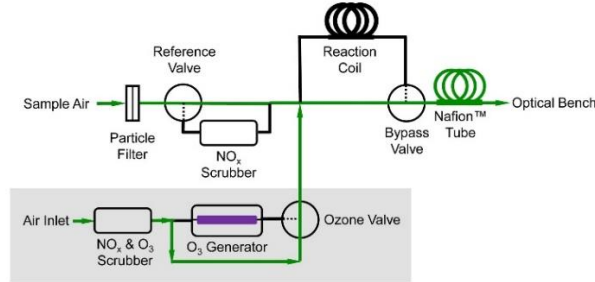 Reference
Valve
Reaction
Coil
Sample Air
Optical Bench
Particle
Filter
NOx
Scrubber
Bypass
Valve
Nafion™
Tube
Air Inlet
NOx & O3
Scrubber
O3 Generator
Ozone Valve